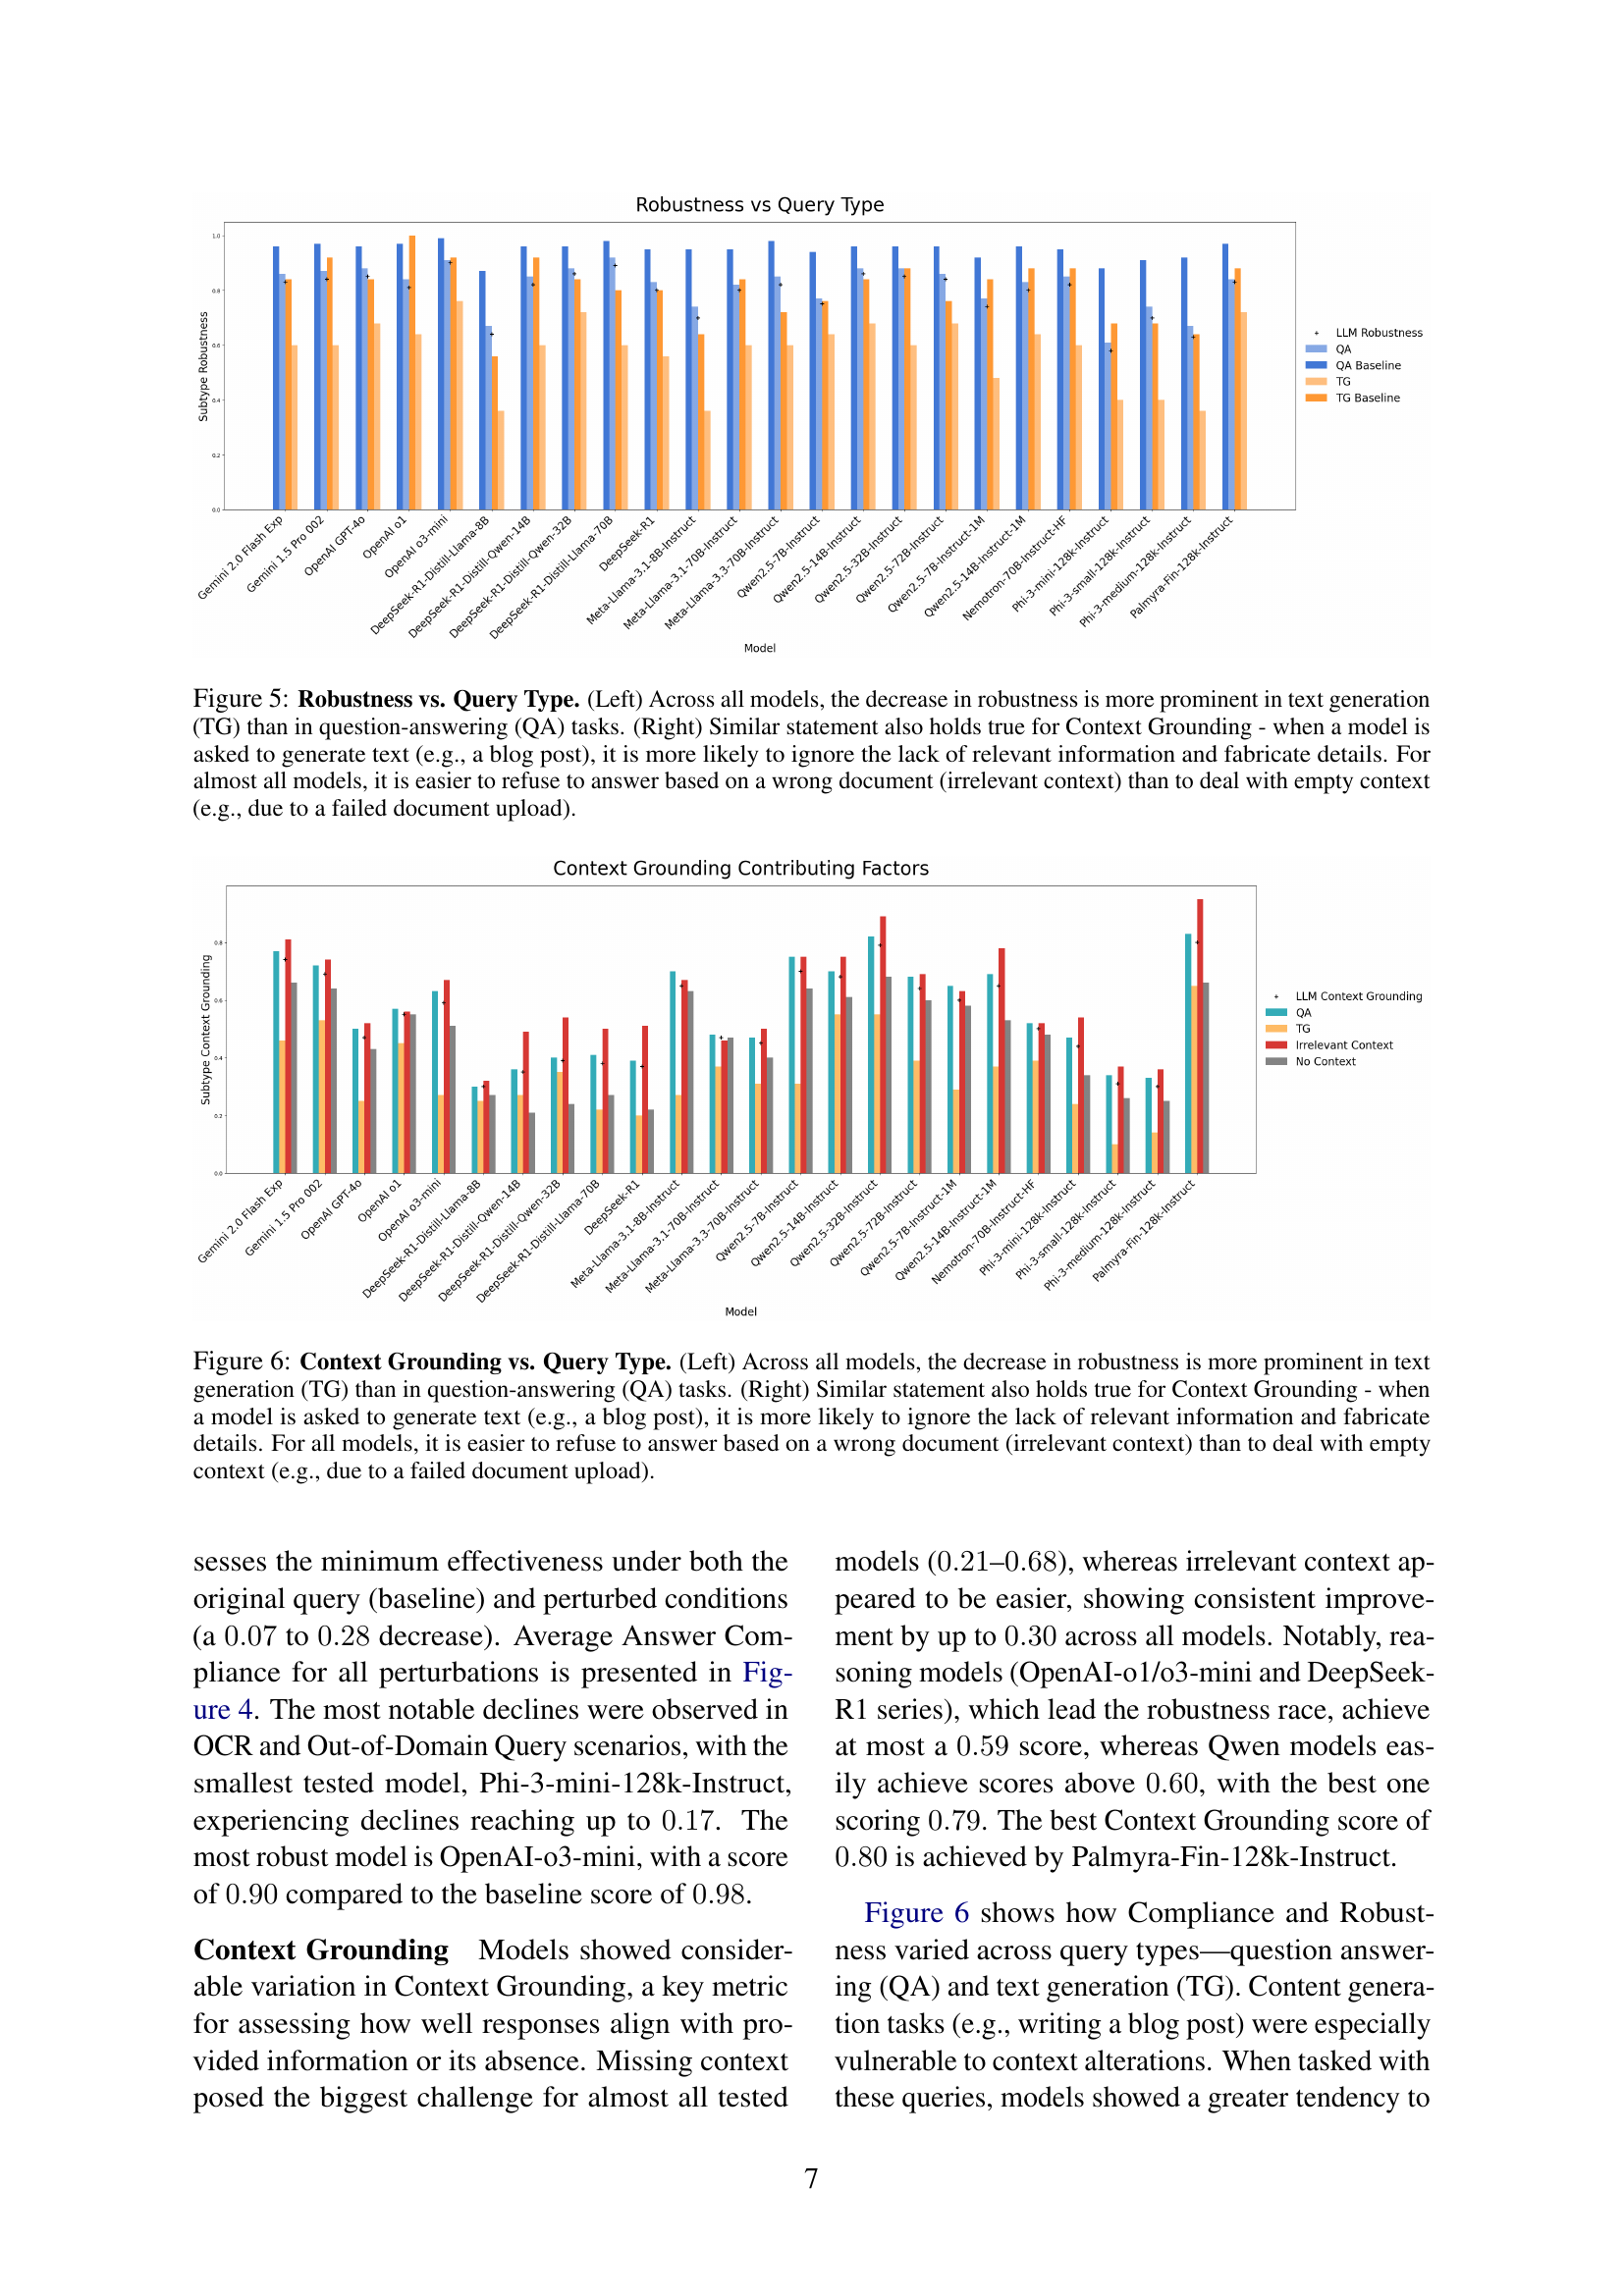 Robustness vs Query Type
Subtype Robustness
1.0
0.8
0.6
0.4
0.2
0.0
Gemini 2.0 Flash Exp
Gemini 1.5 Pro 002
OpenAI GPT-4o
OpenAI o1
OpenAI o3-mini
DeepSeek-R1-Distill-Llama-8B
DeepSeek-R1-Distill-Qwen-14B
DeepSeek-R1-Distill-Qwen-32B
DeepSeek-R1-Distill-Llama-70B
DeepSeek-R1
Meta-Llama-3.1-8B-Instruct
Meta-Llama-3.1-70B-Instruct
Meta-Llama-3.3-70B-Instruct
Qwen2.5-7B-Instruct
Qwen2.5-14B-Instruct
Qwen2.5-32B-Instruct
Qwen2.5-72B-Instruct
Qwen2.5-7B-Instruct-1M
Qwen2.5-14B-Instruct-1M
Nemotron-70B-Instruct-HF
Phi-3-mini-128k-Instruct
Phi-3-small-128k-Instruct
Phi-3-medium-128k-Instruct
Palmyra-Fin-128k-Instruct
Model
LLM Robustness
QA
QA Baseline
TG
TG Baseline
Figure 5: Robustness vs. Query Type. (Left) Across all models, the decrease in robustness is more prominent in text generation
(TG) than in question-answering (QA) tasks. (Right) Similar statement also holds true for Context Grounding - when a model is
asked to generate text (e.g., a blog post), it is more likely to ignore the lack of relevant information and fabricate details. For
almost all models, it is easier to refuse to answer based on a wrong document (irrelevant context) than to deal with empty context
(e.g., due to a failed document upload).
Context Grounding Contributing Factors
Subtype Context Grounding
0.8
0.6
0.4
0.2
0.0
Gemini 2.0 Flash Exp
Gemini 1.5 Pro 002
OpenAI GPT-4o
OpenAI o1
OpenAI o3-mini
DeepSeek-R1-Distill-Llama-8B
DeepSeek-R1-Distill-Qwen-14B
DeepSeek-R1-Distill-Qwen-32B
DeepSeek-R1-Distill-Llama-70B
DeepSeek-R1
Meta-Llama-3.1-8B-Instruct
Meta-Llama-3.1-70B-Instruct
Meta-Llama-3.3-70B-Instruct
Qwen2.5-7B-Instruct
Qwen2.5-14B-Instruct
Qwen2.5-32B-Instruct
Qwen2.5-72B-Instruct
Qwen2.5-7B-Instruct-1M
Qwen2.5-14B-Instruct-1M
Nemotron-70B-Instruct-HF
Phi-3-mini-128k-Instruct
Phi-3-small-128k-Instruct
Phi-3-medium-128k-Instruct
Palmyra-Fin-128k-Instruct
Model
LLM Context Grounding
QA
TG
Irrelevant Context
No Context
Figure 6: Context Grounding vs. Query Type. (Left) Across all models, the decrease in robustness is more prominent in text
generation (TG) than in question-answering (QA) tasks. (Right) Similar statement also holds true for Context Grounding - when
a model is asked to generate text (e.g., a blog post), it is more likely to ignore the lack of relevant information and fabricate
details. For all models, it is easier to refuse to answer based on a wrong document (irrelevant context) than to deal with empty
context (e.g., due to a failed document upload).
sesses the minimum effectiveness under both the
original query (baseline) and perturbed conditions
(a 0.07 to 0.28 decrease). Average Answer Com-
pliance for all perturbations is presented in Fig-
ure 4. The most notable declines were observed in
OCR and Out-of-Domain Query scenarios, with the
smallest tested model, Phi-3-mini-128k-Instruct,
experiencing declines reaching up to 0.17. The
most robust model is OpenAI-o3-mini, with a score
of 0.90 compared to the baseline score of 0.98.
Context Grounding Models showed consider-
able variation in Context Grounding, a key metric
for assessing how well responses align with pro-
vided information or its absence. Missing context
posed the biggest challenge for almost all tested
models (0.21–0.68), whereas irrelevant context ap-
peared to be easier, showing consistent improve-
ment by up to 0.30 across all models. Notably, rea-
soning models (OpenAI-o1/o3-mini and DeepSeek-
R1 series), which lead the robustness race, achieve
at most a 0.59 score, whereas Qwen models eas-
ily achieve scores above 0.60, with the best one
scoring 0.79. The best Context Grounding score of
0.80 is achieved by Palmyra-Fin-128k-Instruct.
Figure 6 shows how Compliance and Robust-
ness varied across query types—question answer-
ing (QA) and text generation (TG). Content genera-
tion tasks (e.g., writing a blog post) were especially
vulnerable to context alterations. When tasked with
these queries, models showed a greater tendency to
7